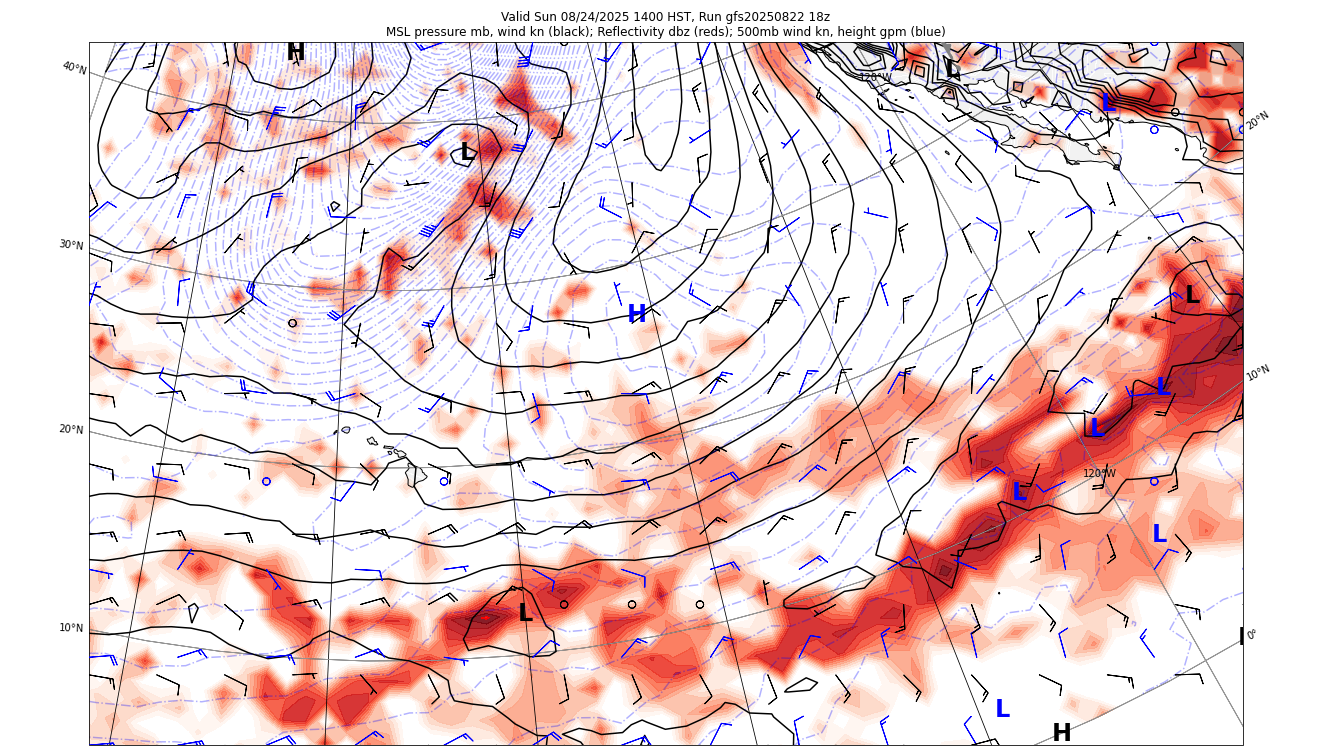 Valid Sun 08/24/2025 1400 HST, Run gfs20250822 18z
MSL pressure mb, wind kn (black); Reflectivity dbz (reds); 500mb wind kn, height gpm (blue)
H
L
40°N
120°W
L
20°N
L
30°N
L
H
10°N
L
20°N
L
120°W
L
L
10°N
L
0°
L
H